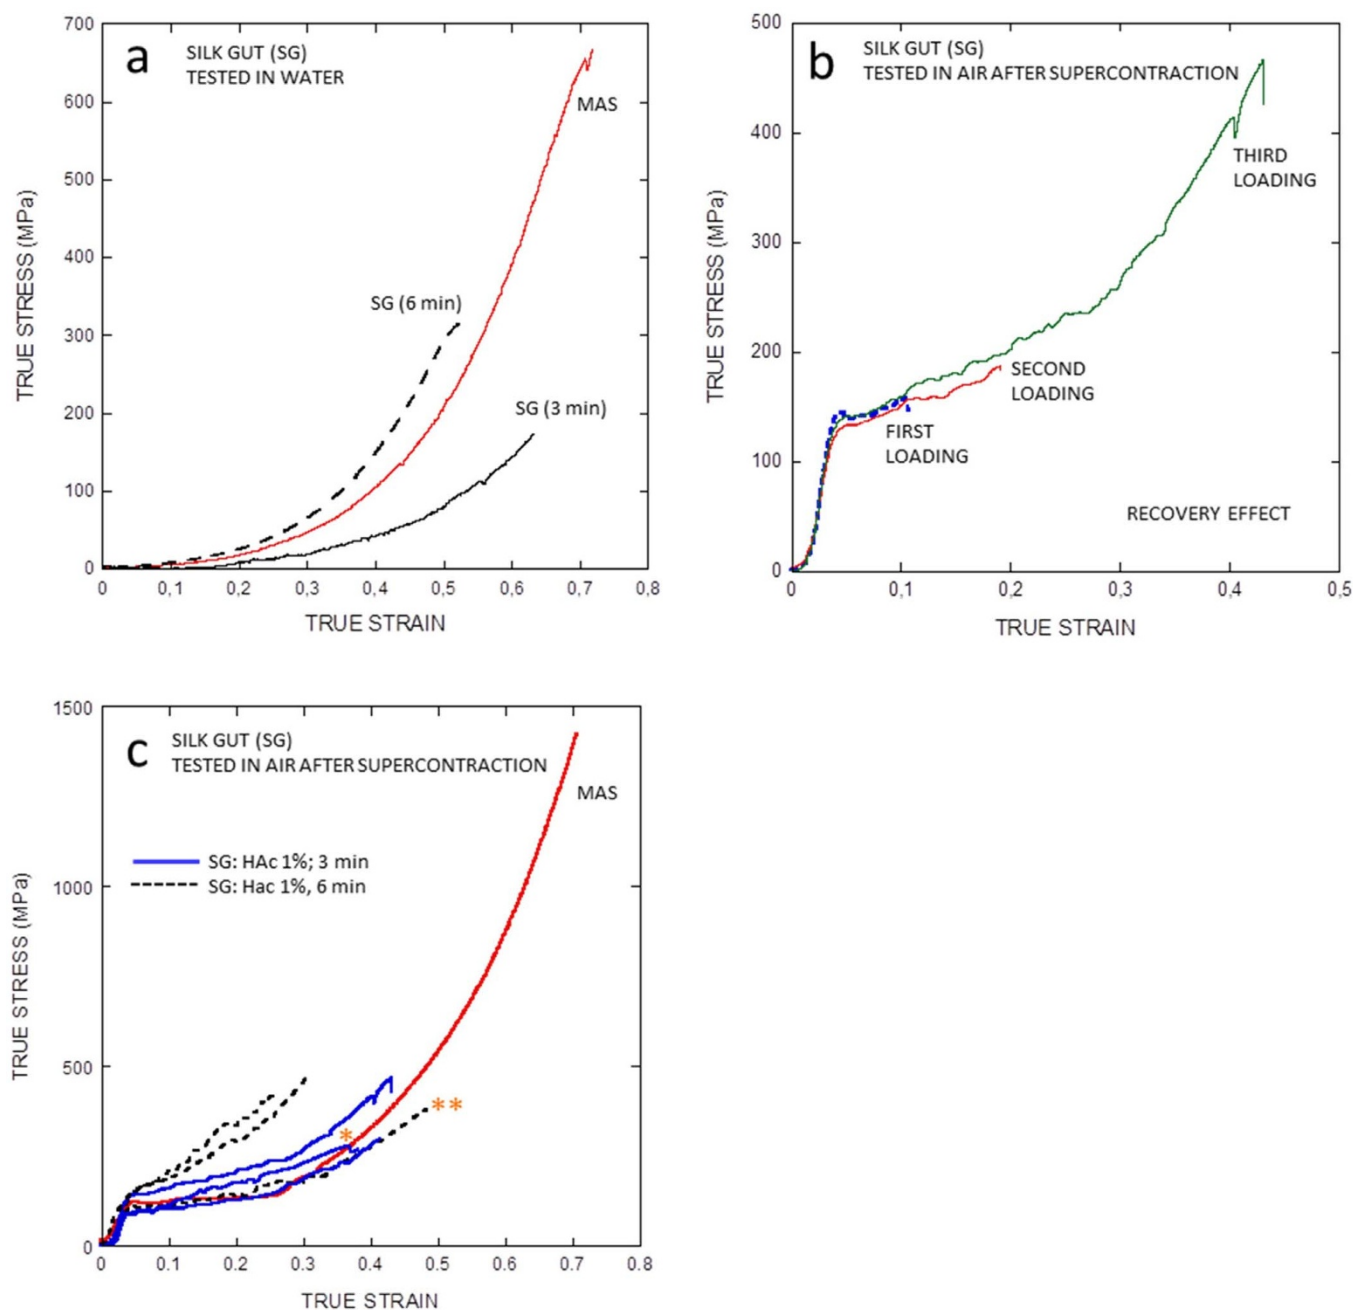 a
SILK GUT (SG)
TESTED IN WATER
MAS
SG (6 min)
SG (3 min)
700
600
500
400
300
200
100
0
TRUE STRESS (MPa)
0 0,1 0,2 0,3 0,4 0,5 0,6 0,7 0,8
TRUE STRAIN
b
SILK GUT (SG)
TESTED IN AIR AFTER SUPERCONTRACTION
THIRD
LOADING
SECOND
LOADING
FIRST
LOADING
RECOVERY EFFECT
500
400
300
200
100
0
TRUE STRESS (MPa)
0 0,1 0,2 0,3 0,4 0,5
TRUE STRAIN
c
SILK GUT (SG)
TESTED IN AIR AFTER SUPERCONTRACTION
MAS
SG: HAc 1%; 3 min
SG: Hac 1%, 6 min
*
**
1500
1000
500
0
TRUE STRESS (MPa)
0 0.1 0.2 0.3 0.4 0.5 0.6 0.7 0.8
TRUE STRAIN